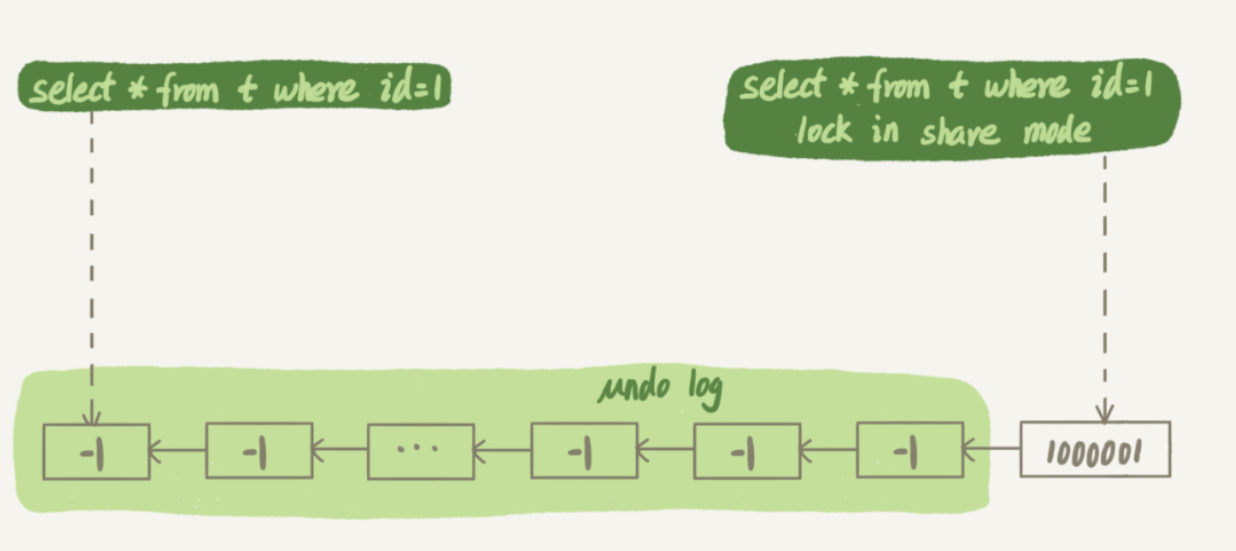 select * from t where id=1
select * from t where id=1
lock in share mode
undo log
-1
-1
...
-1
-1
-1
1000001